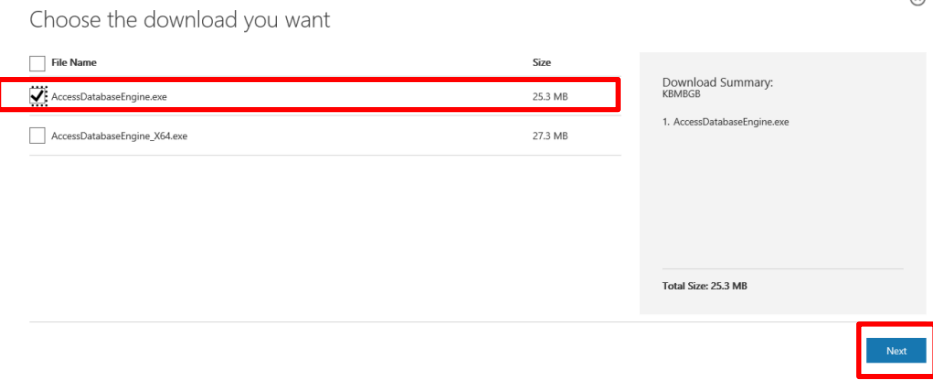 Choose the download you want
File Name Size
AccessDatabaseEngine.exe 25.3 MB
AccessDatabaseEngine_X64.exe 27.3 MB
Download Summary:
KBMBGB
1. AccessDatabaseEngine.exe
Total Size: 25.3 MB
Next